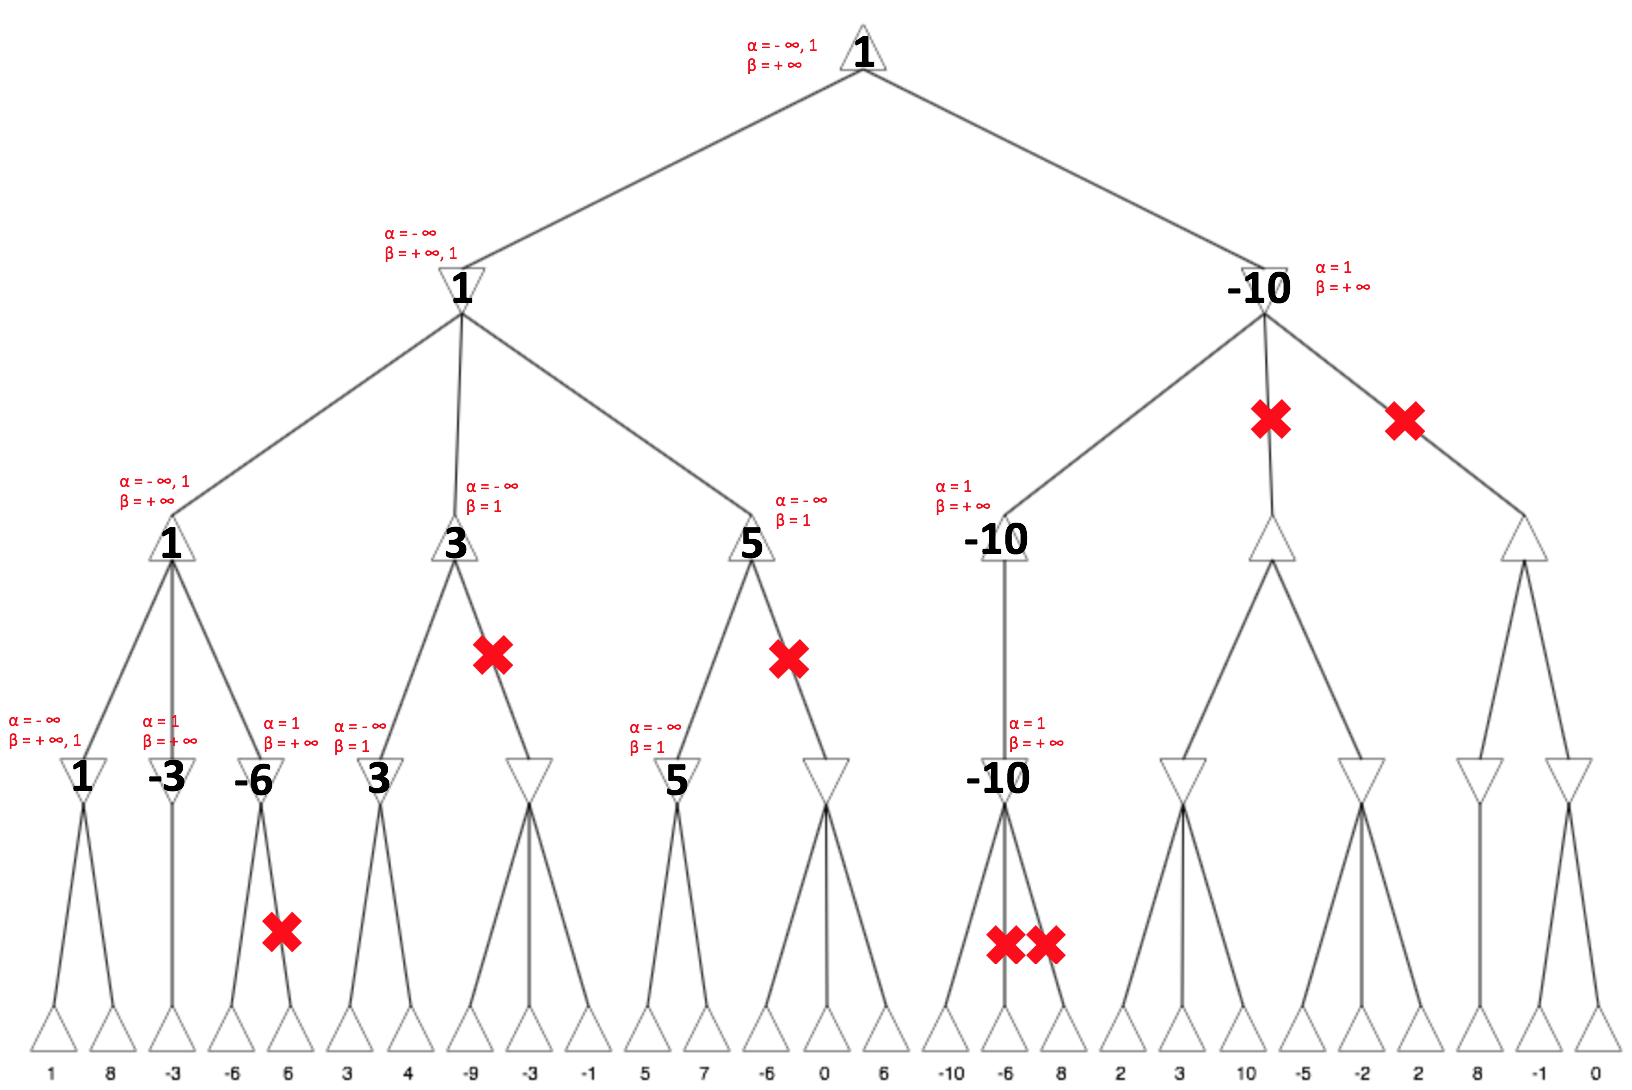 α = - ∞, 1
β = + ∞
1
α = - ∞
β = + ∞, 1
1
-10
α = 1
β = + ∞
α = - ∞, 1
β = + ∞
1
α = - ∞
β = 1
3
α = - ∞
β = 1
5
α = 1
β = + ∞
-10
α = - ∞
β = + ∞, 1
1
α = 1
β = + ∞
-3
α = 1
β = + ∞
-6
α = - ∞
β = 1
3
α = - ∞
β = 1
5
α = 1
β = + ∞
-10
1 8 -3 -6 6 3 4 -9 -3 -1 5 7 -6 0 6 -10 -6 8 2 3 10 -5 -2 2 8 -1 0